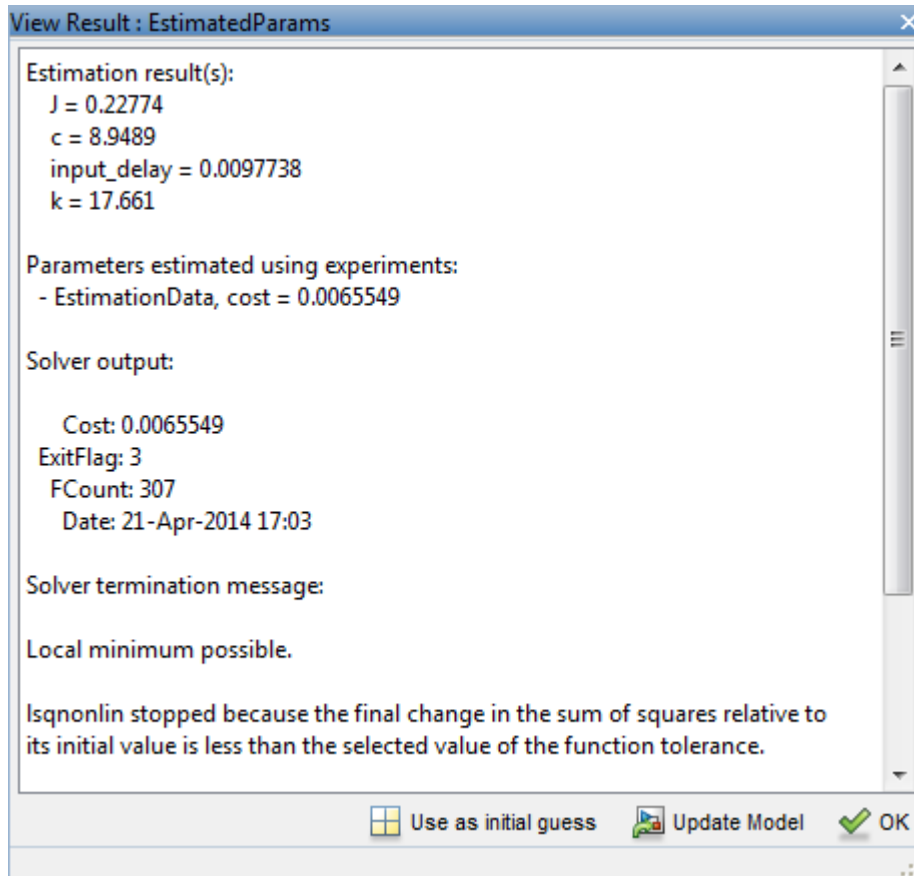 View Result : EstimatedParams
Estimation result(s):
J = 0.22774
c = 8.9489
input_delay = 0.0097738
k = 17.661
Parameters estimated using experiments:
- EstimationData, cost = 0.0065549
Solver output:
Cost: 0.0065549
ExitFlag: 3
FCount: 307
Date: 21-Apr-2014 17:03
Solver termination message:
Local minimum possible.
lsqnonlin stopped because the final change in the sum of squares relative to
its initial value is less than the selected value of the function tolerance.
Use as initial guess Update Model OK